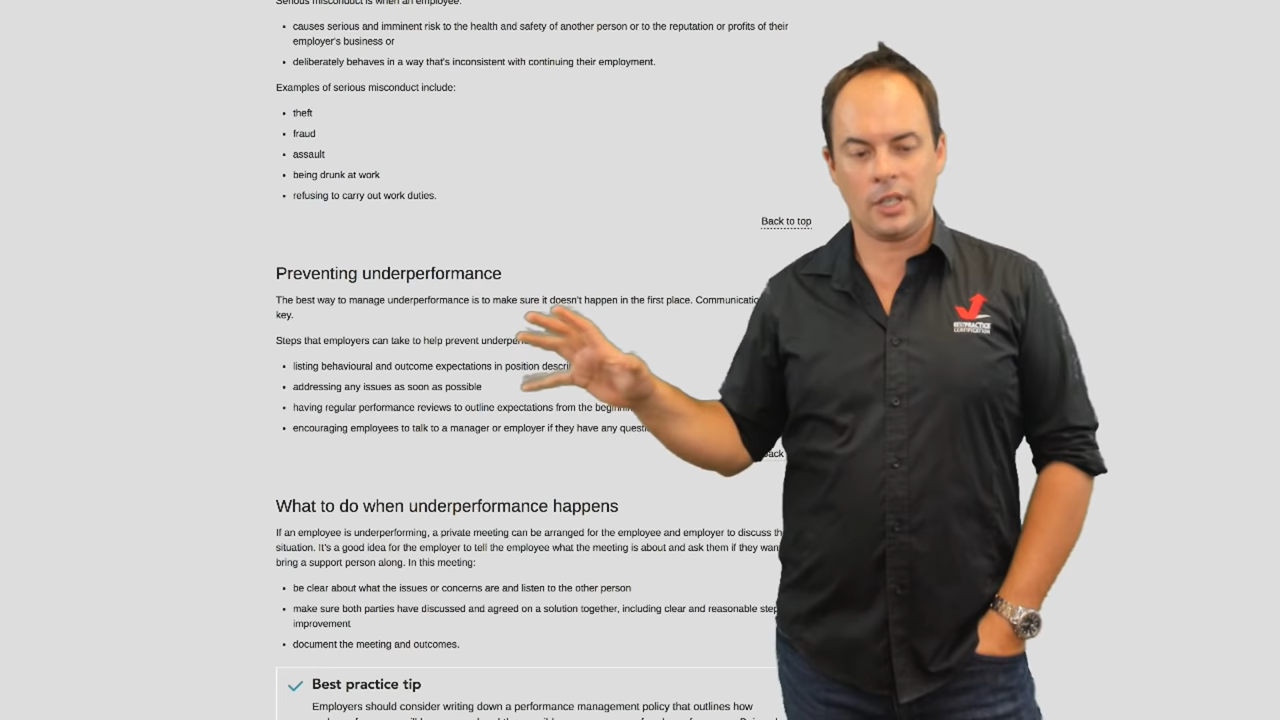 Serious misconduct is when an employee:
• causes serious and imminent risk to the health and safety of another person or to the reputation or profits of their
employer's business or
• deliberately behaves in a way that's inconsistent with continuing their employment.
Examples of serious misconduct include:
• theft
• fraud
• assault
• being drunk at work
• refusing to carry out work duties.
Back to top
Preventing underperformance
The best way to manage underperformance is to make sure it doesn't happen in the first place.
key.
Steps that employers can take to help prevent
• listing behavioural and outcome expectations in position
• addressing any issues as soon as possible
• having regular performance reviews to outline expectations from the
• encouraging employees to talk to a manager or employer if they have any
What to do when underperformance happens
If an employee is underperforming, a private meeting can be arranged for the employee and employer to discuss
situation. It's a good idea for the employer to tell the employee what the meeting is about and ask them if they
bring a support person along. In this meeting:
• be clear about what the issues or concerns are and listen to the other person
• make sure both parties have discussed and agreed on a solution together, including clear and reasonable
improvement
• document the meeting and outcomes.
Best practice tip
Employers should consider writing down a performance management policy that outlines how
BESTPRACTICE
CERTIFICATION